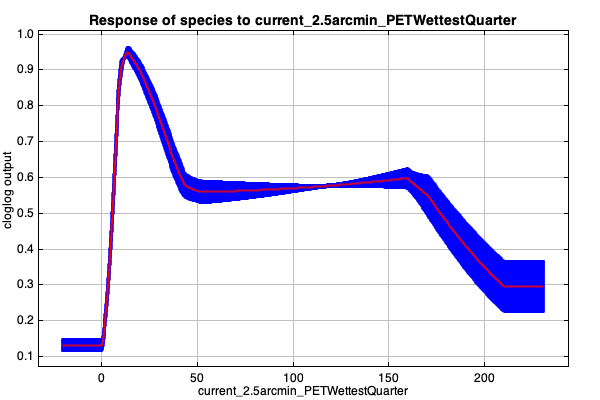 Response of species to current_2.5arcmin_PETWettestQuarter
1.0
0.9
0.8
0.7
0.6
0.5
0.4
0.3
0.2
0.1
cloglog output
0 50 100 150 200
current_2.5arcmin_PETWettestQuarter